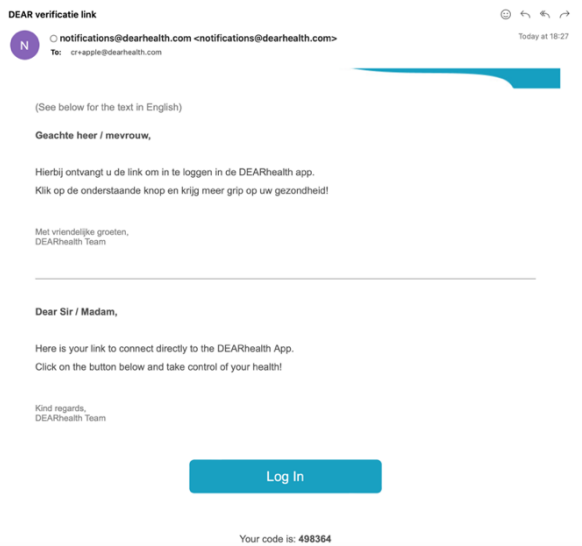 DEAR verificatie link
N
notifications@dearhealth.com <notifications@dearhealth.com>
Today at 18:27
To: cr+apple@dearhealth.com
(See below for the text in English)
Geachte heer / mevrouw,
Hierbij ontvangt u de link om in te loggen in de DEARhealth app.
Klik op de onderstaande knop en krijg meer grip op uw gezondheid!
Met vriendelijke groeten,
DEARhealth Team
Dear Sir / Madam,
Here is your link to connect directly to the DEARhealth App.
Click on the button below and take control of your health!
Kind regards,
DEARhealth Team
Log In
Your code is: 498364